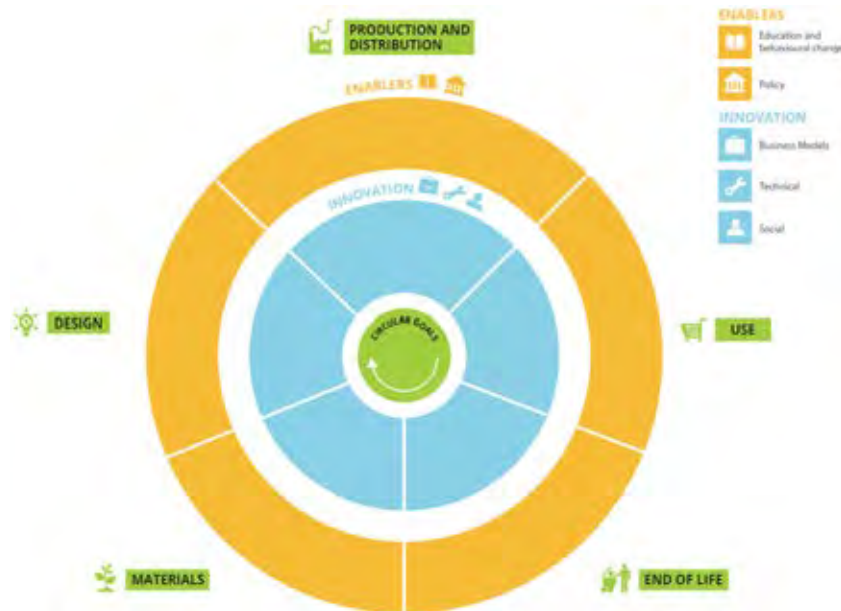 PRODUCTION AND
DISTRIBUTION
ENABLERS
INNOVATION
CIRCULAR GOALS
DESIGN
USE
MATERIALS
END OF LIFE
ENABLERS
Education and
behavioural change
Policy
INNOVATION
Business Models
Technical
Social